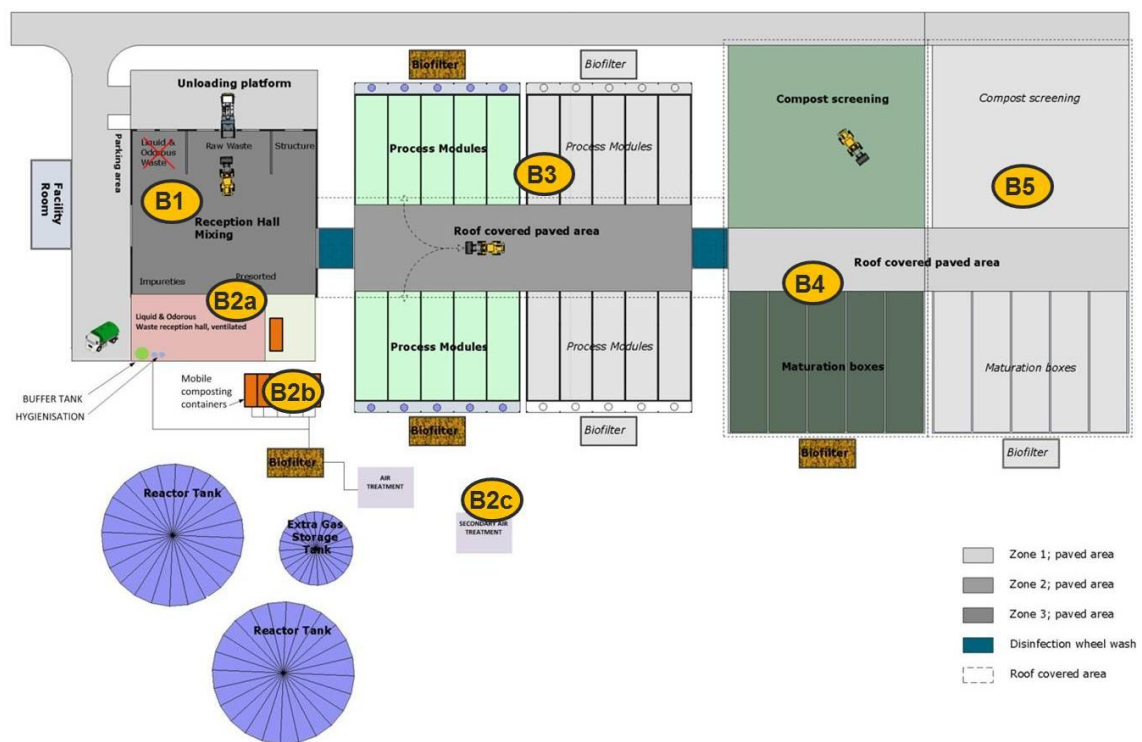 Biofilter
Biofilter
Unloading platform
Liquid &
Odorous
Waste
Raw Waste
Structure
Parking area
Facility
Room
B1
Reception Hall
Mixing
Impureties
Presorted
B2a
Liquid & Odorous
Waste reception hall, ventilated
BUFFER TANK
HYGIENISATION
Mobile
composting
containers
B2b
Biofilter
AIR
TREATMENT
B2c
SECONDARY AIR
TREATMENT
Reactor Tank
Extra Gas
Storage
Tank
Reactor Tank
Process Modules
Process Modules
B3
Roof covered paved area
Process Modules
Process Modules
Biofilter
Biofilter
Compost screening
Compost screening
B5
Roof covered paved area
B4
Maturation boxes
Maturation boxes
Biofilter
Biofilter
Zone 1; paved area
Zone 2; paved area
Zone 3; paved area
Disinfection wheel wash
Roof covered area